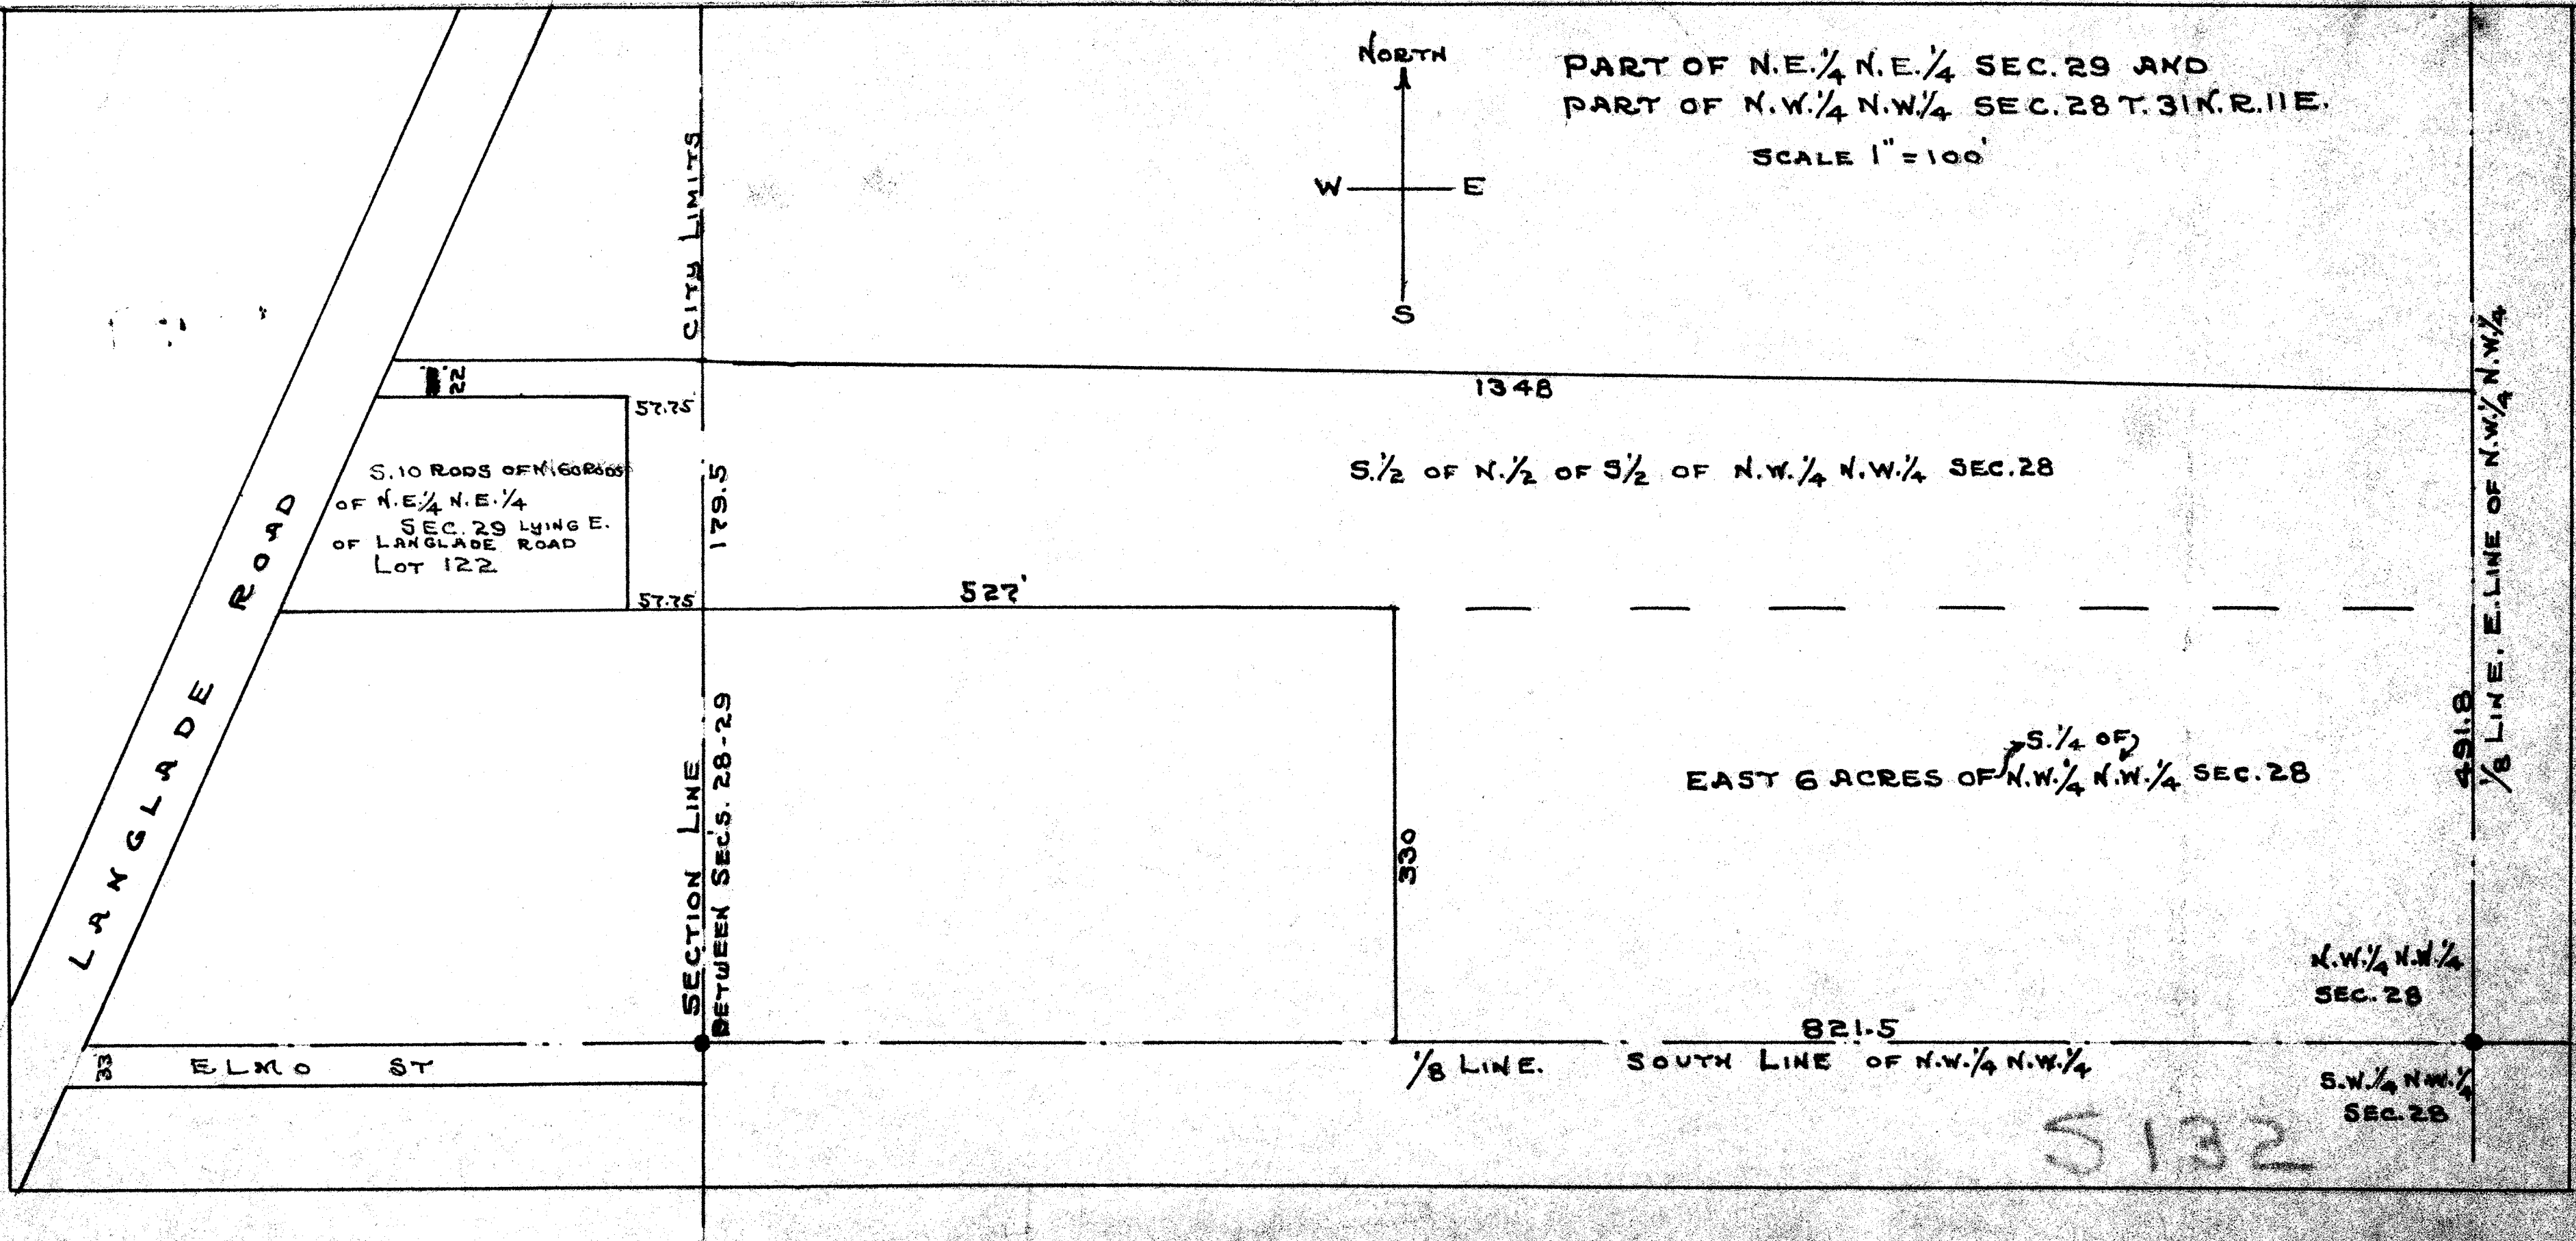 NORTH
W E
S
PART OF N.E.1/4 N.E.1/4 SEC.29 AND
PART OF N.W.1/4 N.W.1/4 SEC.28 T.31N.R.11E.
SCALE 1"=100'
CITY LIMITS
22
57.75'
1348
S.10 RODS OF N.60 RODS
OF N.E.1/4 N.E.1/4
SEC.29 LYING E.
OF LANGLADE ROAD
LOT 122
57.75'
179.5
S.1/2 OF N.1/2 OF S1/2 OF N.W.1/4 N.W.1/4 SEC.28
527'
LANGLADE ROAD
SECTION LINE
BETWEEN SEC'S. 28-29
330
S.1/4 OF
EAST 6 ACRES OF N.W.1/4 N.W.1/4 SEC.28
491.8
1/8 LINE. E.LINE OF N.W.1/4 N.W.1/4
N.W.1/4 N.W.1/4
SEC.28
821.5
1/8 LINE. SOUTH LINE OF N.W.1/4 N.W.1/4
33
ELMO ST
S.W.1/4 N.W.1/4
SEC.28
5132